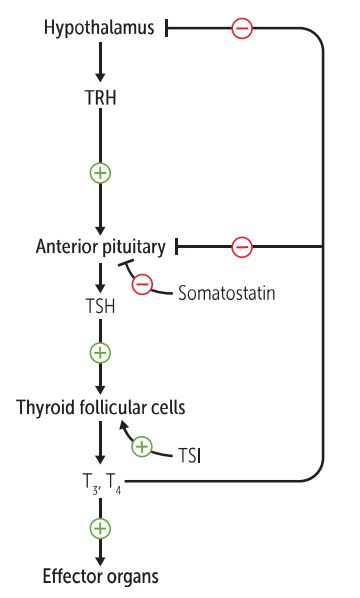 Hypothalamus
TRH
Anterior pituitary
Somatostatin
TSH
Thyroid follicular cells
TSI
T3, T4
Effector organs